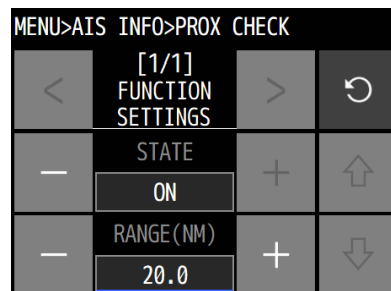 MENU>AIS INFO>PROX CHECK
[1/1]
FUNCTION
SETTINGS
STATE
ON
RANGE(NM)
20.0